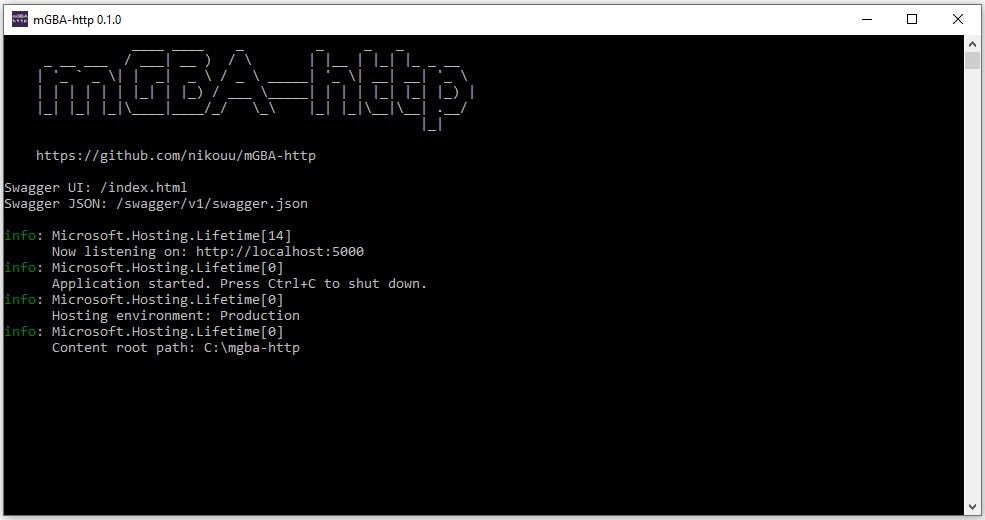 mGBA-http 0.1.0
mGBA-http
https://github.com/nikouu/mGBA-http
Swagger UI: /index.html
Swagger JSON: /swagger/v1/swagger.json
info: Microsoft.Hosting.Lifetime[14]
Now listening on: http://localhost:5000
info: Microsoft.Hosting.Lifetime[0]
Application started. Press Ctrl+C to shut down.
info: Microsoft.Hosting.Lifetime[0]
Hosting environment: Production
info: Microsoft.Hosting.Lifetime[0]
Content root path: C:\mgba-http